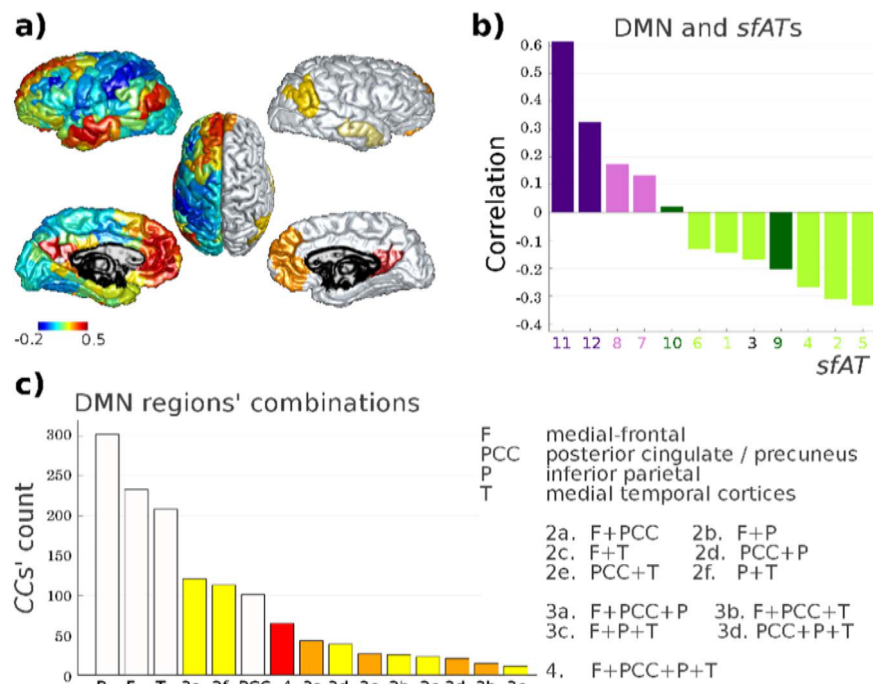 a)
b)
DMN and sfATs
0.6
0.5
0.4
0.3
0.2
0.1
0
-0.1
-0.2
-0.3
-0.4
Correlation
11 12 8 7 10 6 1 3 9 4 2 5
sfAT
-0.2 0.5
c)
DMN regions' combinations
300
250
200
150
100
50
0
CCs' count
P F T 2f PCC 4
F medial-frontal
PCC posterior cingulate / precuneus
P inferior parietal
T medial temporal cortices
2a. F+PCC 2b. F+P
2c. F+T 2d. PCC+P
2e. PCC+T 2f. P+T
3a. F+PCC+P 3b. F+PCC+T
3c. F+P+T 3d. PCC+P+T
4. F+PCC+P+T